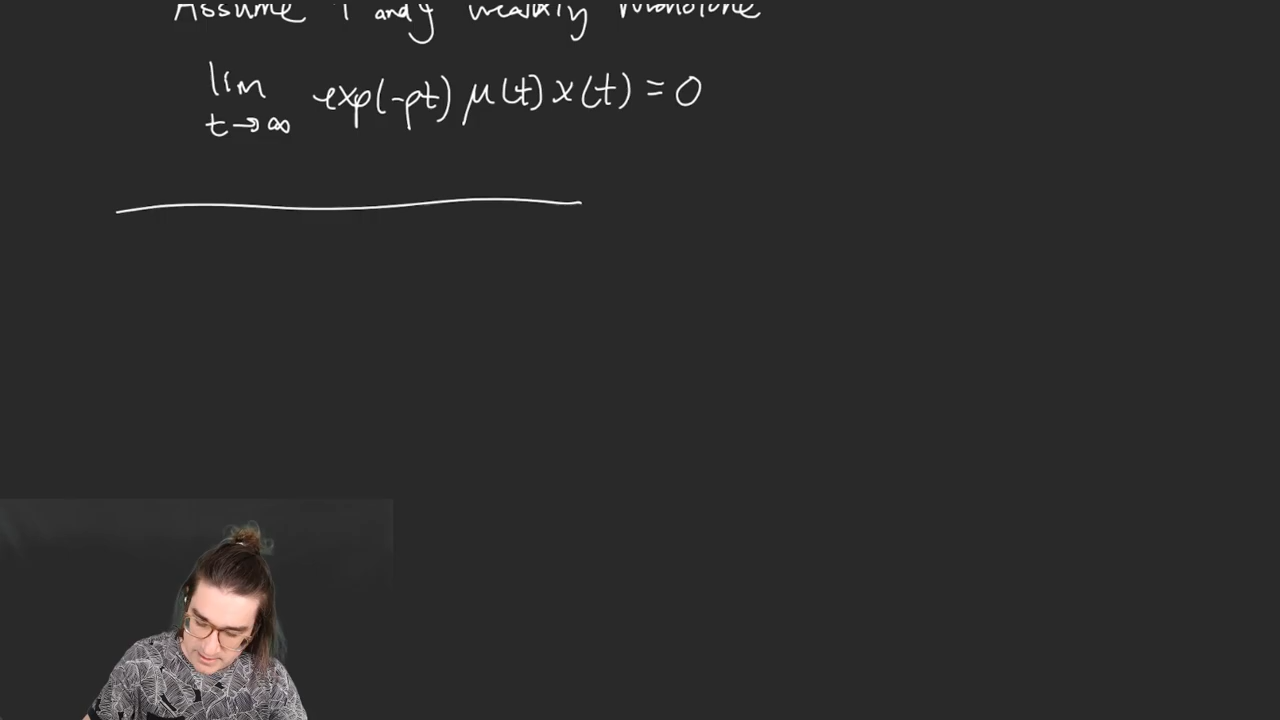 Assume f and g weakly monotone
lim exp(-ρt) μ(t) x(t) = 0
t→∞